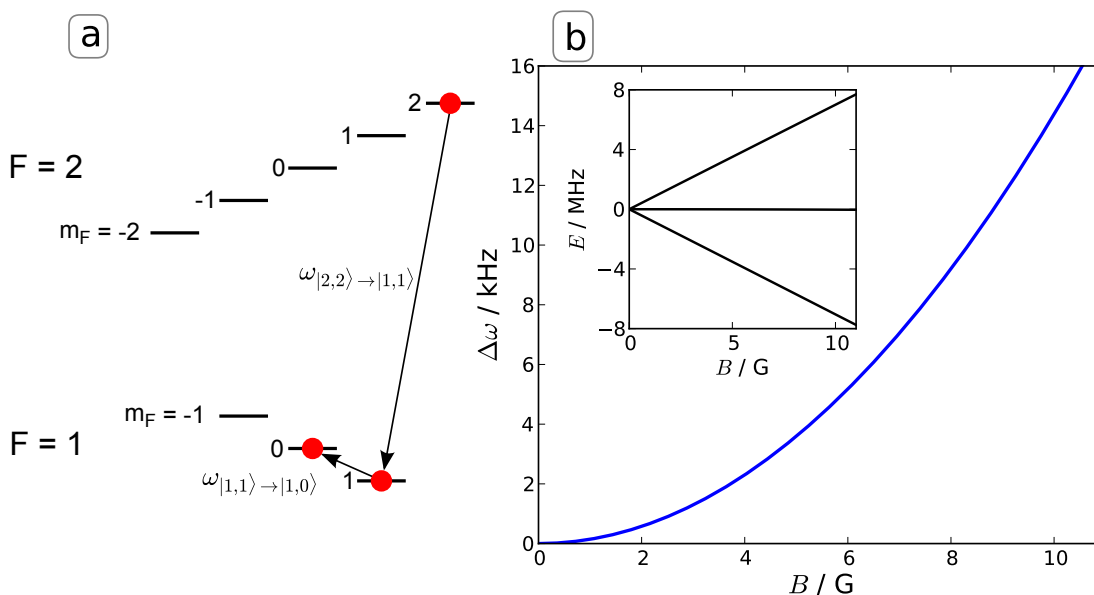 a
F = 2
2
1
0
-1
m_F = -2
ω|2,2⟩→|1,1⟩
F = 1
m_F = -1
0
1
ω|1,1⟩→|1,0⟩
b
Δω / kHz
16
14
12
10
8
6
4
2
0
0 2 4 6 8 10
B / G
E / MHz
8
4
0
−4
−8
0 5 10
B / G